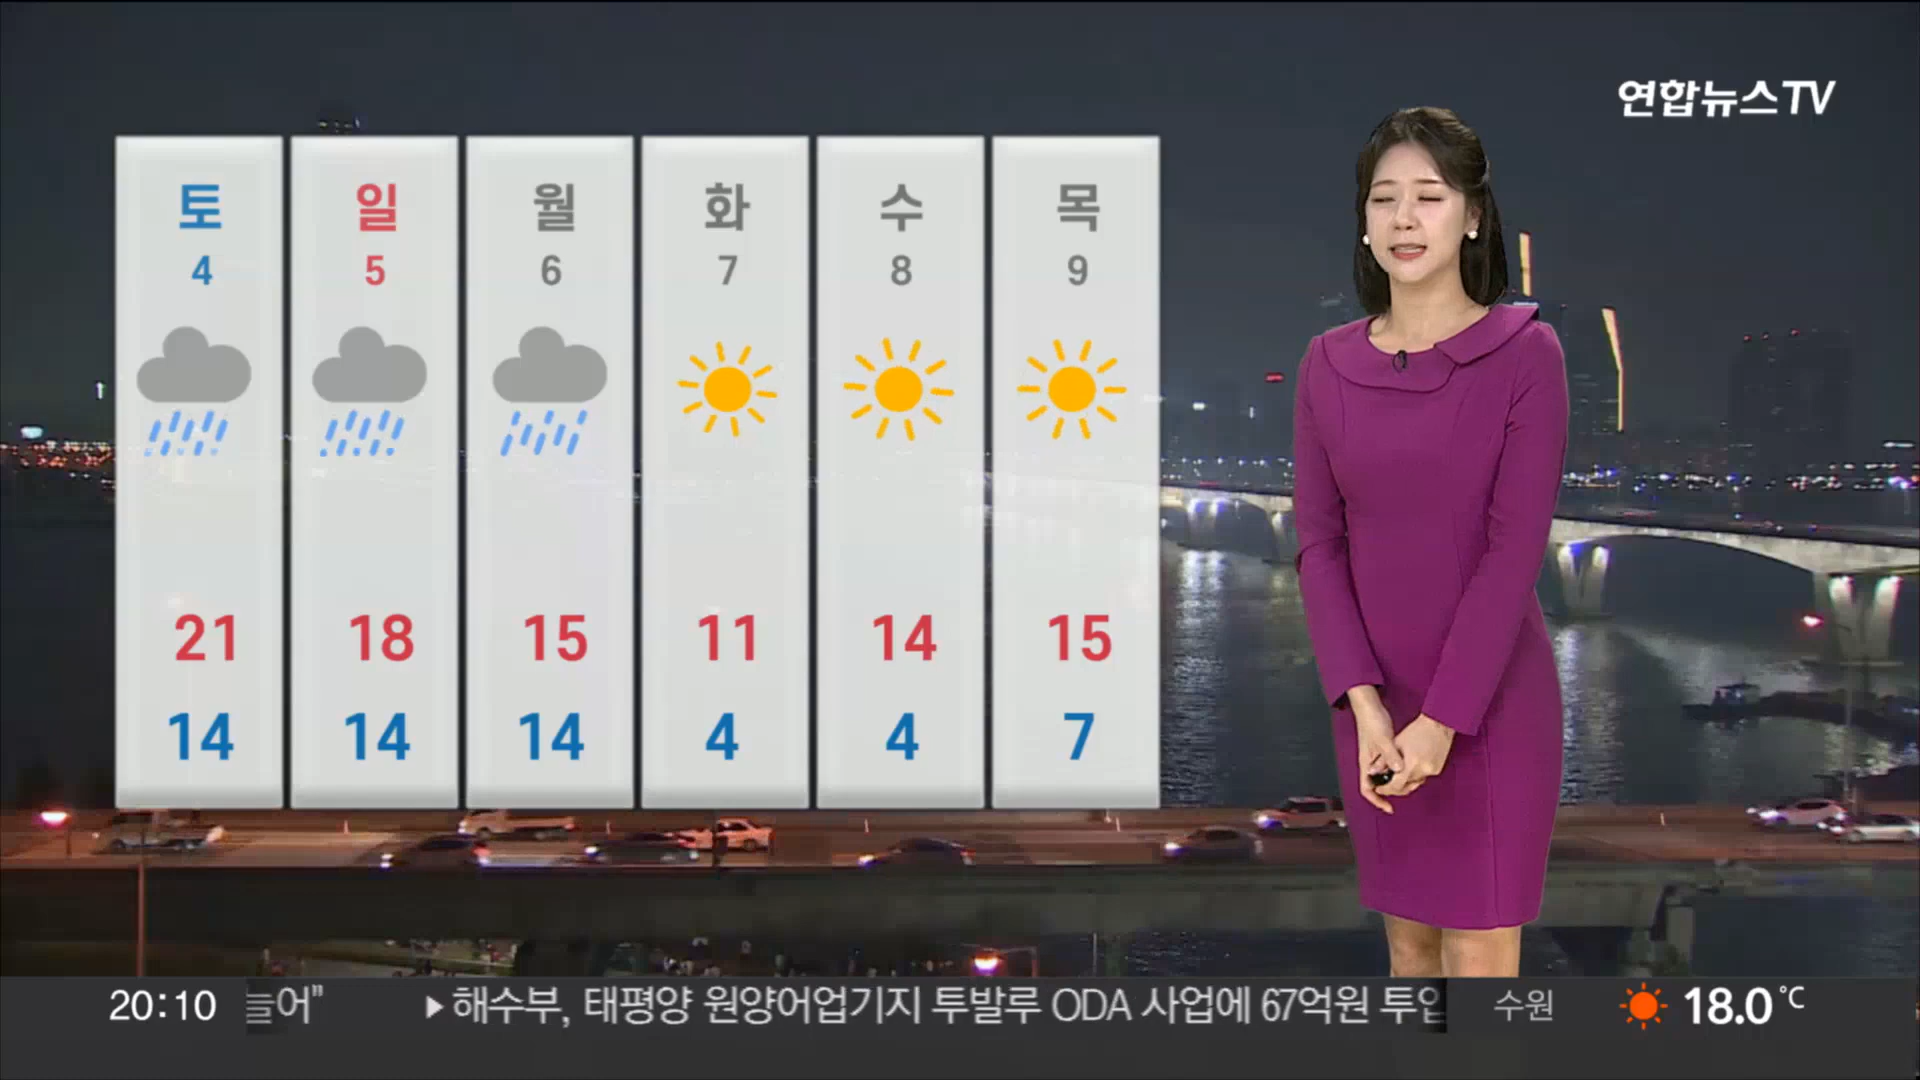 연합뉴스TV
토 일 월 화 수 목
4 5 6 7 8 9
21 18 15 11 14 15
14 14 14 4 4 7
20:10 늘어” ▶해수부, 태평양 원양어업기지 투발루 ODA 사업에 67억원 투입 수원 18.0℃